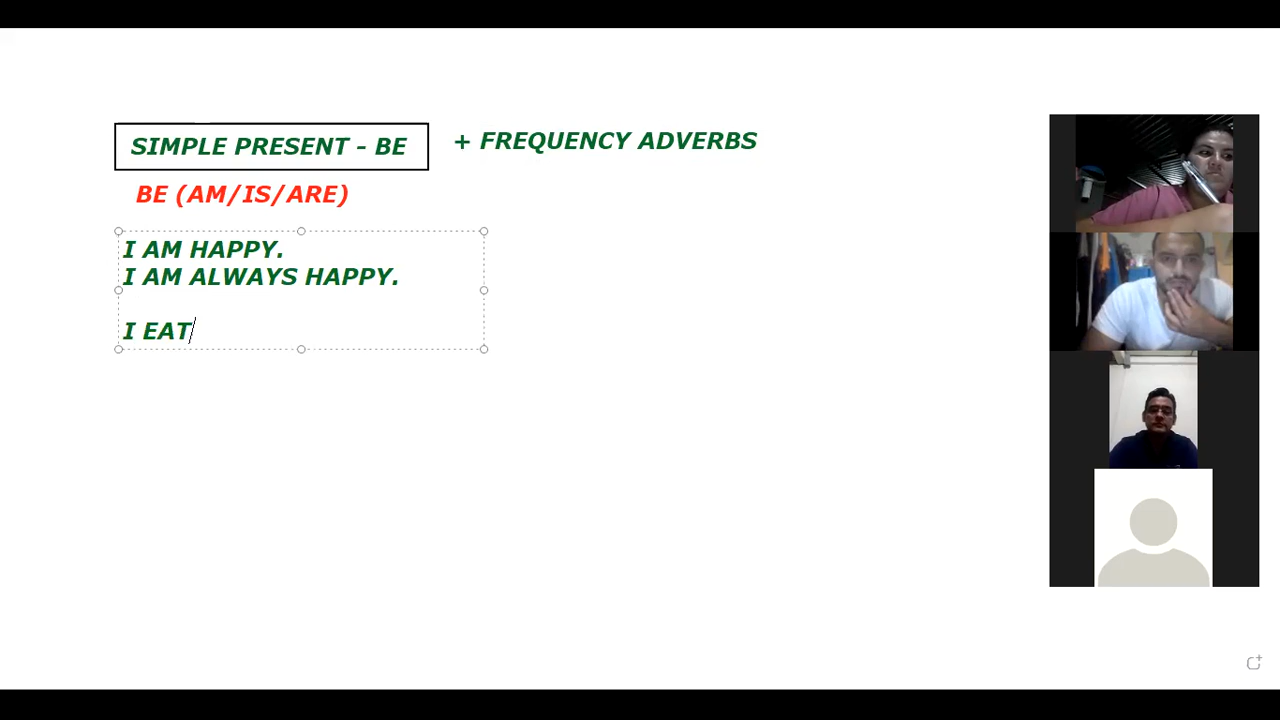 SIMPLE PRESENT - BE + FREQUENCY ADVERBS
BE (AM/IS/ARE)
I AM HAPPY.
I AM ALWAYS HAPPY.
I EAT